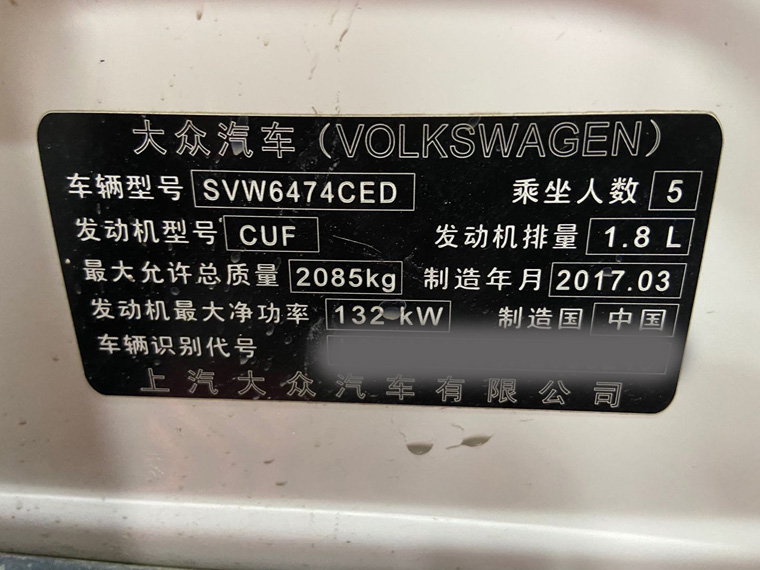 大众汽车（VOLKSWAGEN）
车辆型号 SVW6474CED 乘坐人数 5
发动机型号 CUF 发动机排量 1.8 L
最大允许总质量 2085kg 制造年月 2017.03
发动机最大净功率 132 kW 制造国 中国
车辆识别代号
上汽大众汽车有限公司